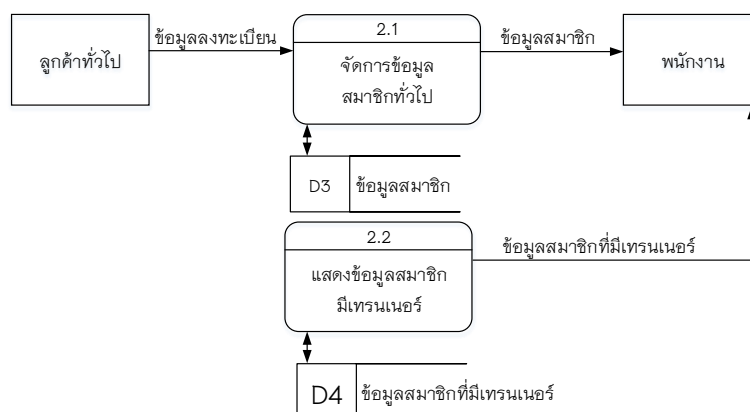 ลูกค้าทั่วไป
ข้อมูลลงทะเบียน
2.1
จัดการข้อมูล
สมาชิกทั่วไป
ข้อมูลสมาชิก
พนักงาน
D3
ข้อมูลสมาชิก
2.2
แสดงข้อมูลสมาชิก
มีเทรนเนอร์
ข้อมูลสมาชิกที่มีเทรนเนอร์
D4
ข้อมูลสมาชิกที่มีเทรนเนอร์